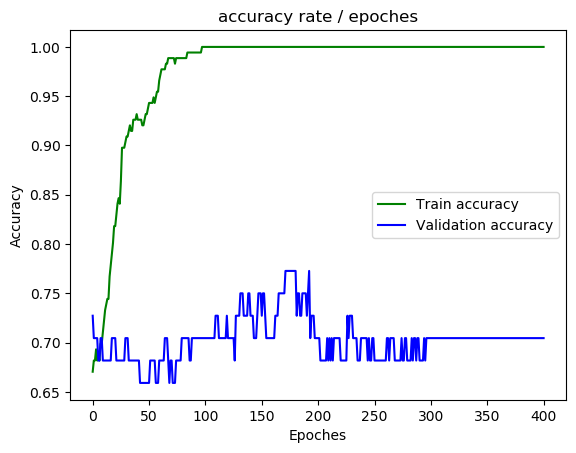 accuracy rate / epoches
1.00
0.95
0.90
0.85
0.80
0.75
0.70
0.65
Accuracy
Train accuracy
Validation accuracy
0 50 100 150 200 250 300 350 400
Epoches